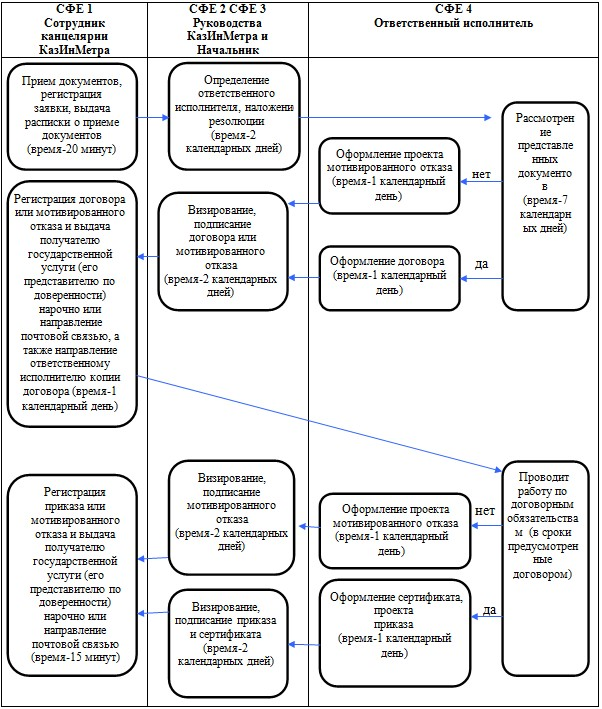 СФЕ 1
Сотрудник
канцелярии
КазИнМетра
СФЕ 2 СФЕ 3
Руководства
КазИнМетра и
Начальник
СФЕ 4
Ответственный исполнитель
Прием документов,
регистрация
заявки, выдача
расписки о приеме
документов
(время-20 минут)
Определение
ответственного
исполнителя, наложени
резолюции
(время-2
календарных дней)
Рассмотрен
ие
представле
нных
документо
в
(время-7
календарн
ых дней)
нет
Оформление проекта
мотивированного отказа
(время-1 календарный
день)
да
Оформление договора
(время-1 календарный
день)
Визирование,
подписание
договора или
мотивированного
отказа
(время-2 календарных
дней)
Регистрация договора
или мотивированного
отказа и выдача
получателю
государственной
услуги (его
представителю по
доверенности)
нарочно или
направление
почтовой связью, а
также направление
ответственному
исполнителю копии
договора (время-1
календарный день)
Проводит
работу по
договорным
обязательства
м (в сроки
предусмотрен
ные
договором)
нет
Оформление проекта
мотивированного отказа
(время-1 календарный
день)
да
Оформление сертификата,
проекта
приказа
(время-1 календарный
день)
Визирование,
подписание
мотивированного
отказа
(время-2 календарных
дней)
Визирование,
подписание приказа
и сертификата
(время-2
календарных дней)
Регистрация
приказа или
мотивированного
отказа и выдача
получателю
государственной
услуги (его
представителю по
доверенности)
нарочно или
направление
почтовой связью
(время-15 минут)